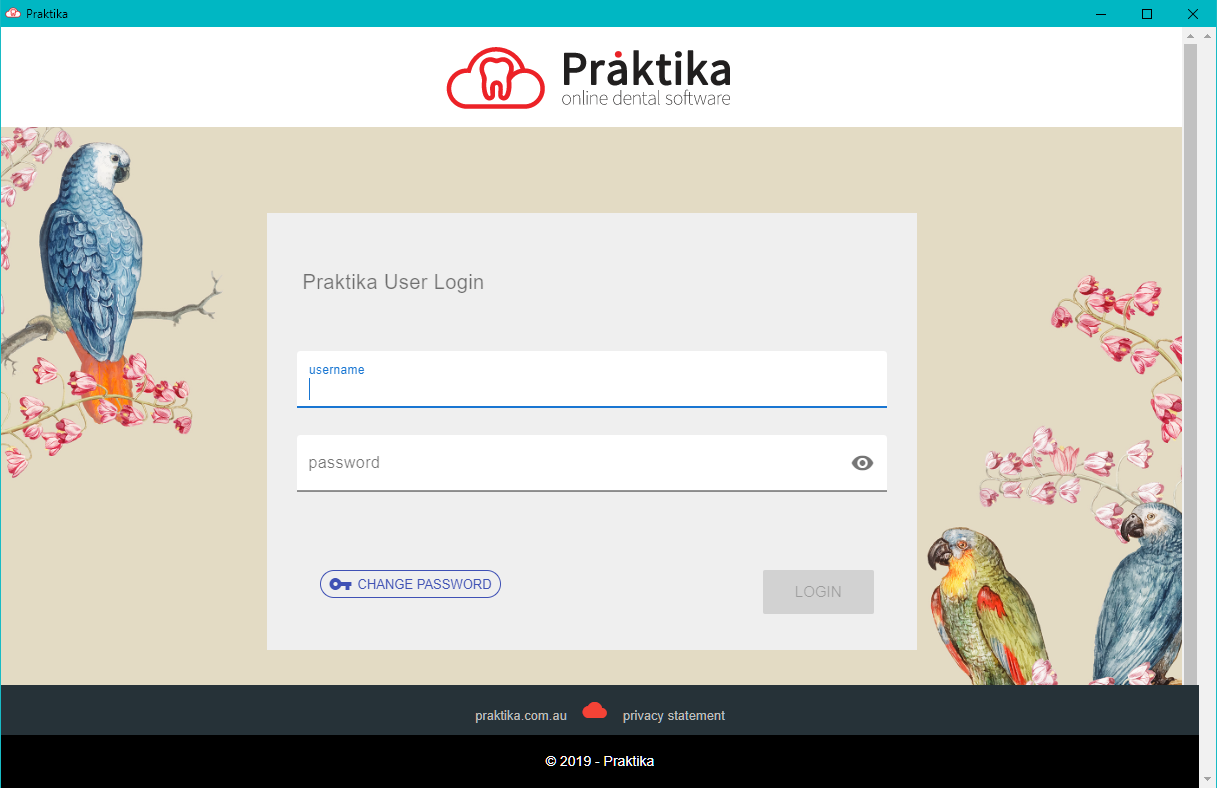 Praktika
Praktika
online dental software
Praktika User Login
username
password
CHANGE PASSWORD
LOGIN
praktika.com.au privacy statement
© 2019 - Praktika